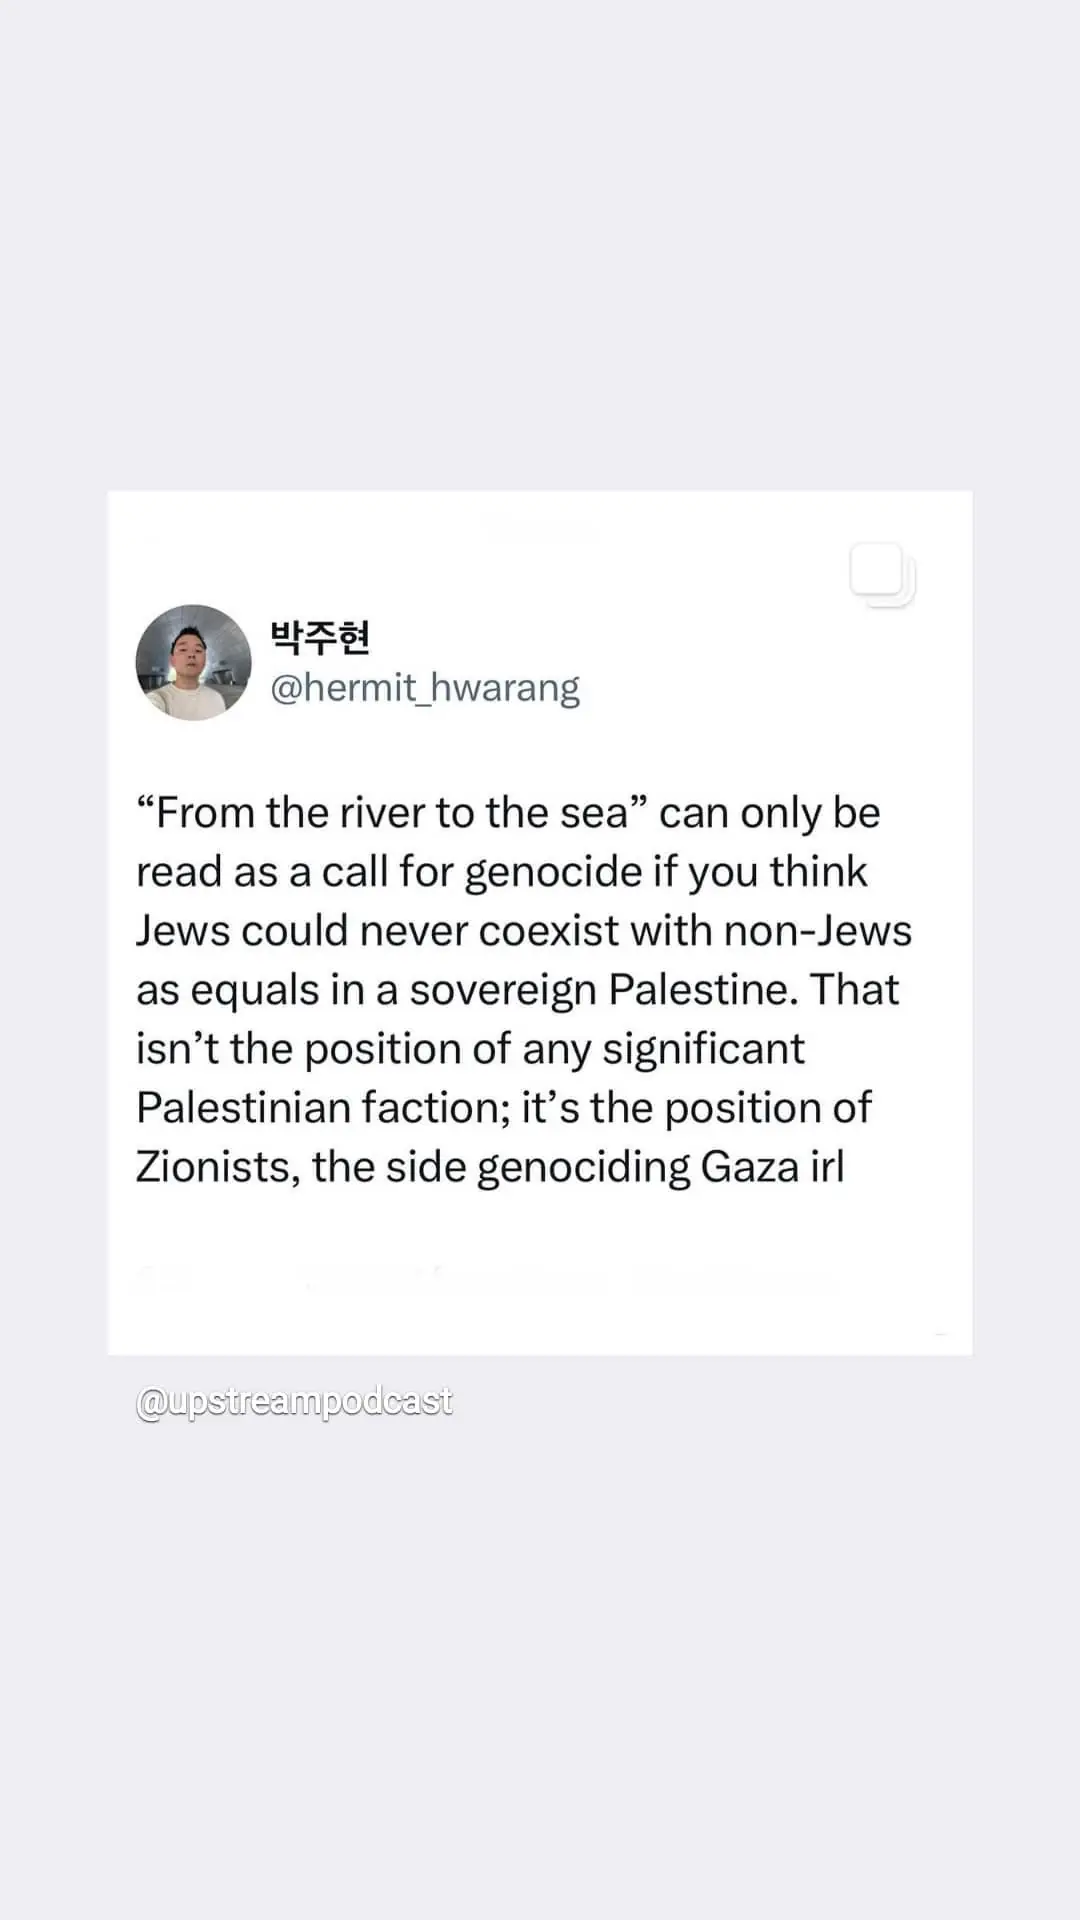 박주현
@hermit_hwarang
“From the river to the sea” can only be
read as a call for genocide if you think
Jews could never coexist with non-Jews
as equals in a sovereign Palestine. That
isn’t the position of any significant
Palestinian faction; it’s the position of
Zionists, the side genociding Gaza irl
@upstreampodcast